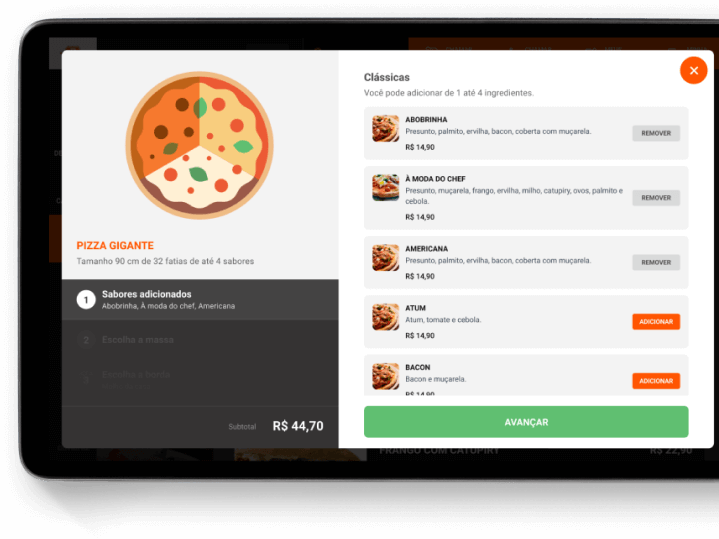 PIZZA GIGANTE
Tamanho 90 cm de 32 fatias de até 4 sabores
1
Sabores adicionados
Abobrinha, À moda do chef, Americana
2
Escolha a massa
3
Escolha a borda
Subtotal
R$ 44,70
Clássicas
Você pode adicionar de 1 até 4 ingredientes.
ABOBRINHA
Presunto, palmito, ervilha, bacon, coberta com muçarela.
R$ 14,90
REMOVER
À MODA DO CHEF
Presunto, muçarela, frango, ervilha, milho, catupiry, ovos, palmito e
cebola.
R$ 14,90
REMOVER
AMERICANA
Presunto, palmito, ervilha, bacon, coberta com muçarela.
R$ 14,90
REMOVER
ATUM
Atum, tomate e cebola.
R$ 14,90
ADICIONAR
BACON
Bacon e muçarela.
R$ 14,90
ADICIONAR
AVANÇAR
FRANGO COM CATUPIRY
R$ 22,90